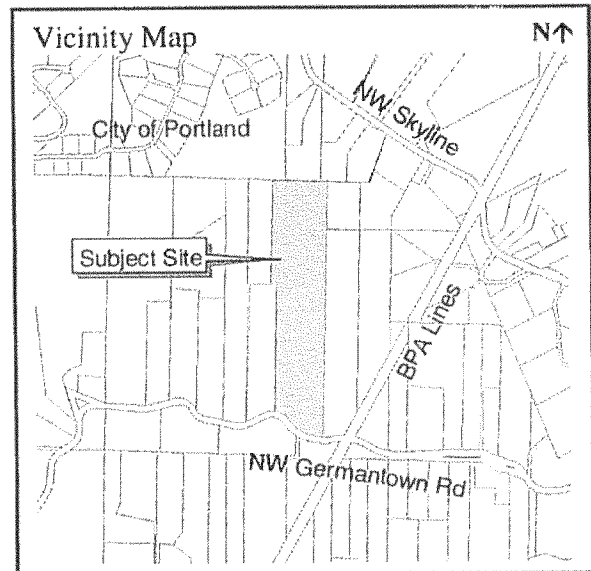 Vicinity Map
N↑
NW Skyline
City of Portland
Subject Site
BPA Lines
NW Germantown Rd